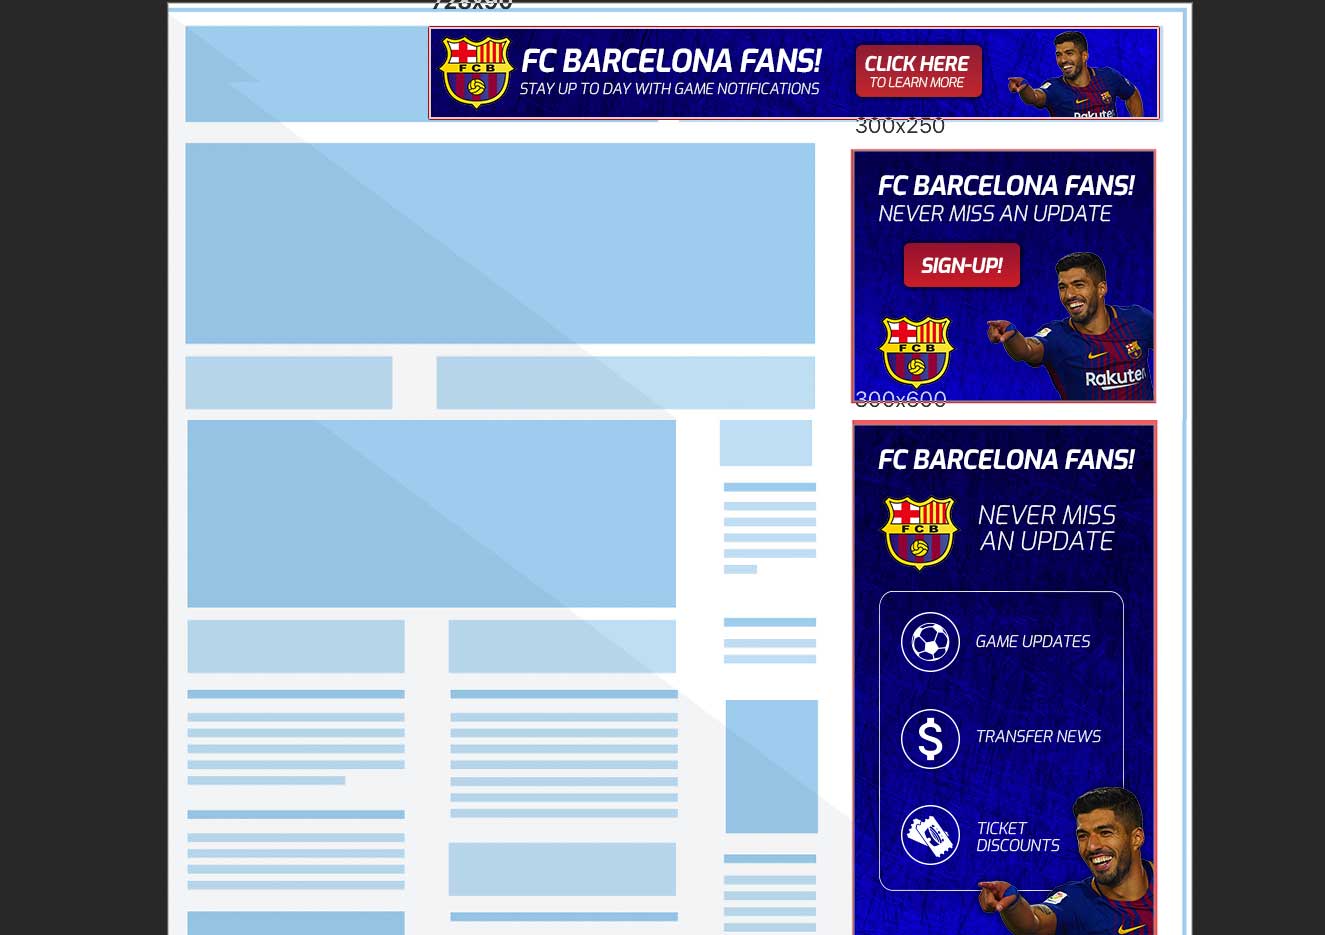 728x90
FCB
FC BARCELONA FANS!
STAY UP TO DAY WITH GAME NOTIFICATIONS
CLICK HERE
TO LEARN MORE
Rakuten
300x250
FC BARCELONA FANS!
NEVER MISS AN UPDATE
SIGN-UP!
FCB
Rakuten
300x600
FC BARCELONA FANS!
FCB
NEVER MISS
AN UPDATE
GAME UPDATES
$
TRANSFER NEWS
TICKET
DISCOUNTS